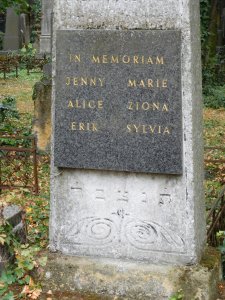 IN MEMORIAM
JENNY MARIE
ALICE ZIONA
ERIK SYLVIA
ת נ צ ב ה